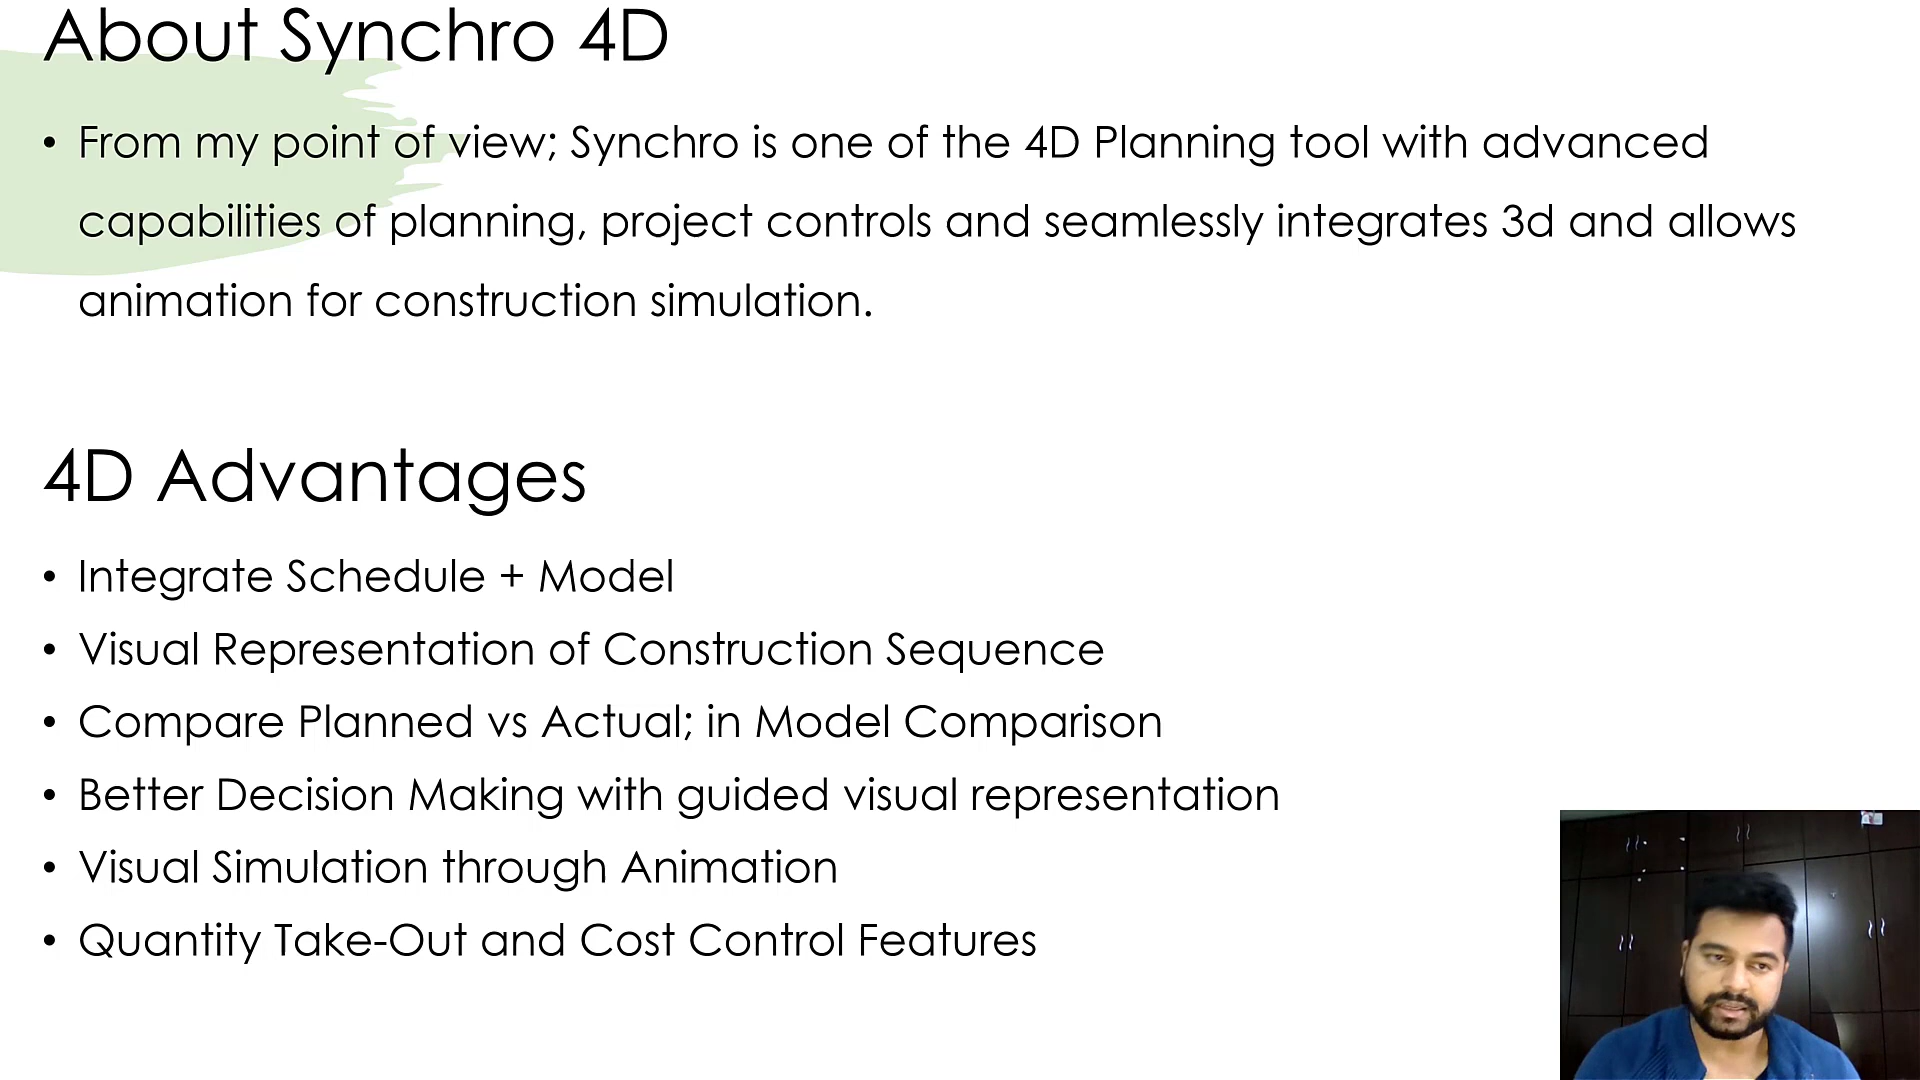 About Synchro 4D
• From my point of view; Synchro is one of the 4D Planning tool with advanced
capabilities of planning, project controls and seamlessly integrates 3d and allows
animation for construction simulation.
4D Advantages
• Integrate Schedule + Model
• Visual Representation of Construction Sequence
• Compare Planned vs Actual; in Model Comparison
• Better Decision Making with guided visual representation
• Visual Simulation through Animation
• Quantity Take-Out and Cost Control Features